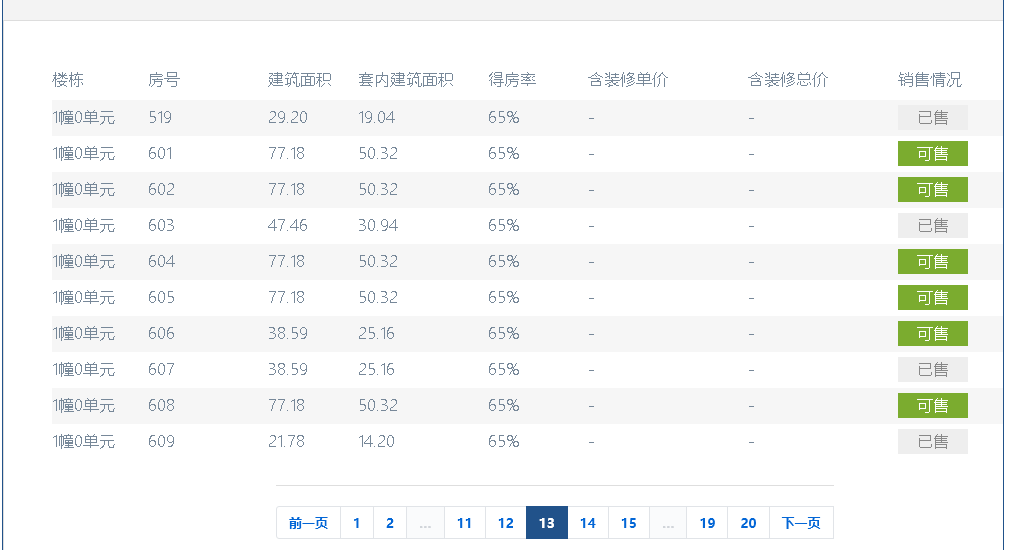 楼栋 房号 建筑面积 套内建筑面积 得房率 含装修单价 含装修总价 销售情况
1幢0单元 519 29.20 19.04 65% - - 已售
1幢0单元 601 77.18 50.32 65% - - 可售
1幢0单元 602 77.18 50.32 65% - - 可售
1幢0单元 603 47.46 30.94 65% - - 已售
1幢0单元 604 77.18 50.32 65% - - 可售
1幢0单元 605 77.18 50.32 65% - - 可售
1幢0单元 606 38.59 25.16 65% - - 可售
1幢0单元 607 38.59 25.16 65% - - 已售
1幢0单元 608 77.18 50.32 65% - - 可售
1幢0单元 609 21.78 14.20 65% - - 已售
前一页 1 2 ... 11 12 13 14 15 ... 19 20 下一页